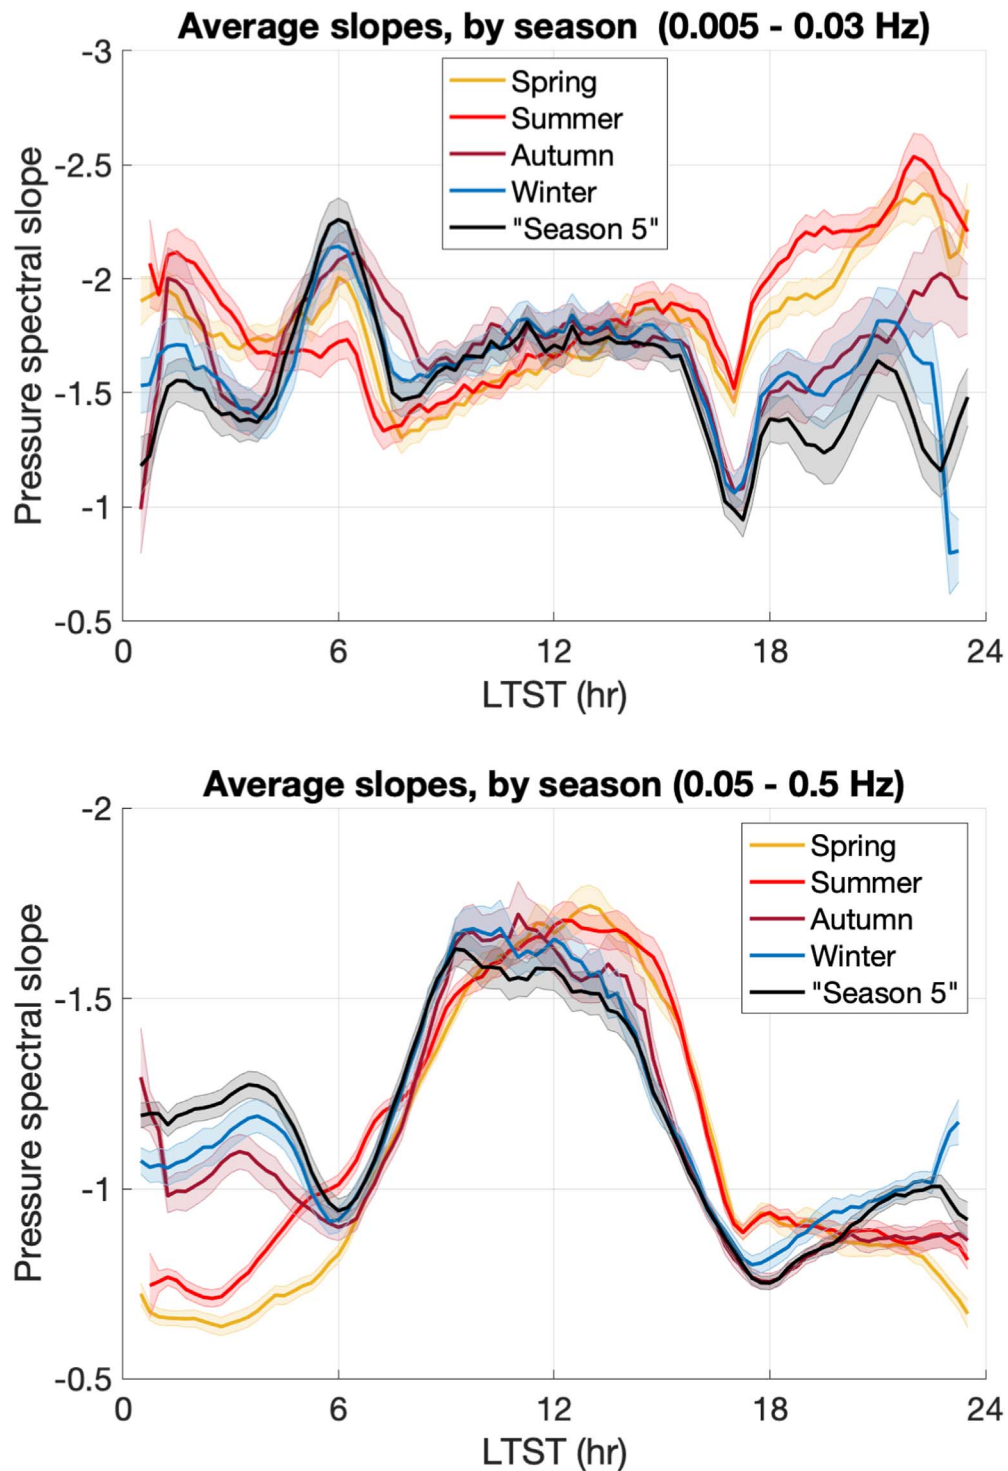 Average slopes, by season (0.005 - 0.03 Hz)
-3
-2.5
-2
-1.5
-1
-0.5
Pressure spectral slope
Spring
Summer
Autumn
Winter
"Season 5"
0 6 12 18 24
LTST (hr)
Average slopes, by season (0.05 - 0.5 Hz)
-2
-1.5
-1
-0.5
Pressure spectral slope
Spring
Summer
Autumn
Winter
"Season 5"
0 6 12 18 24
LTST (hr)